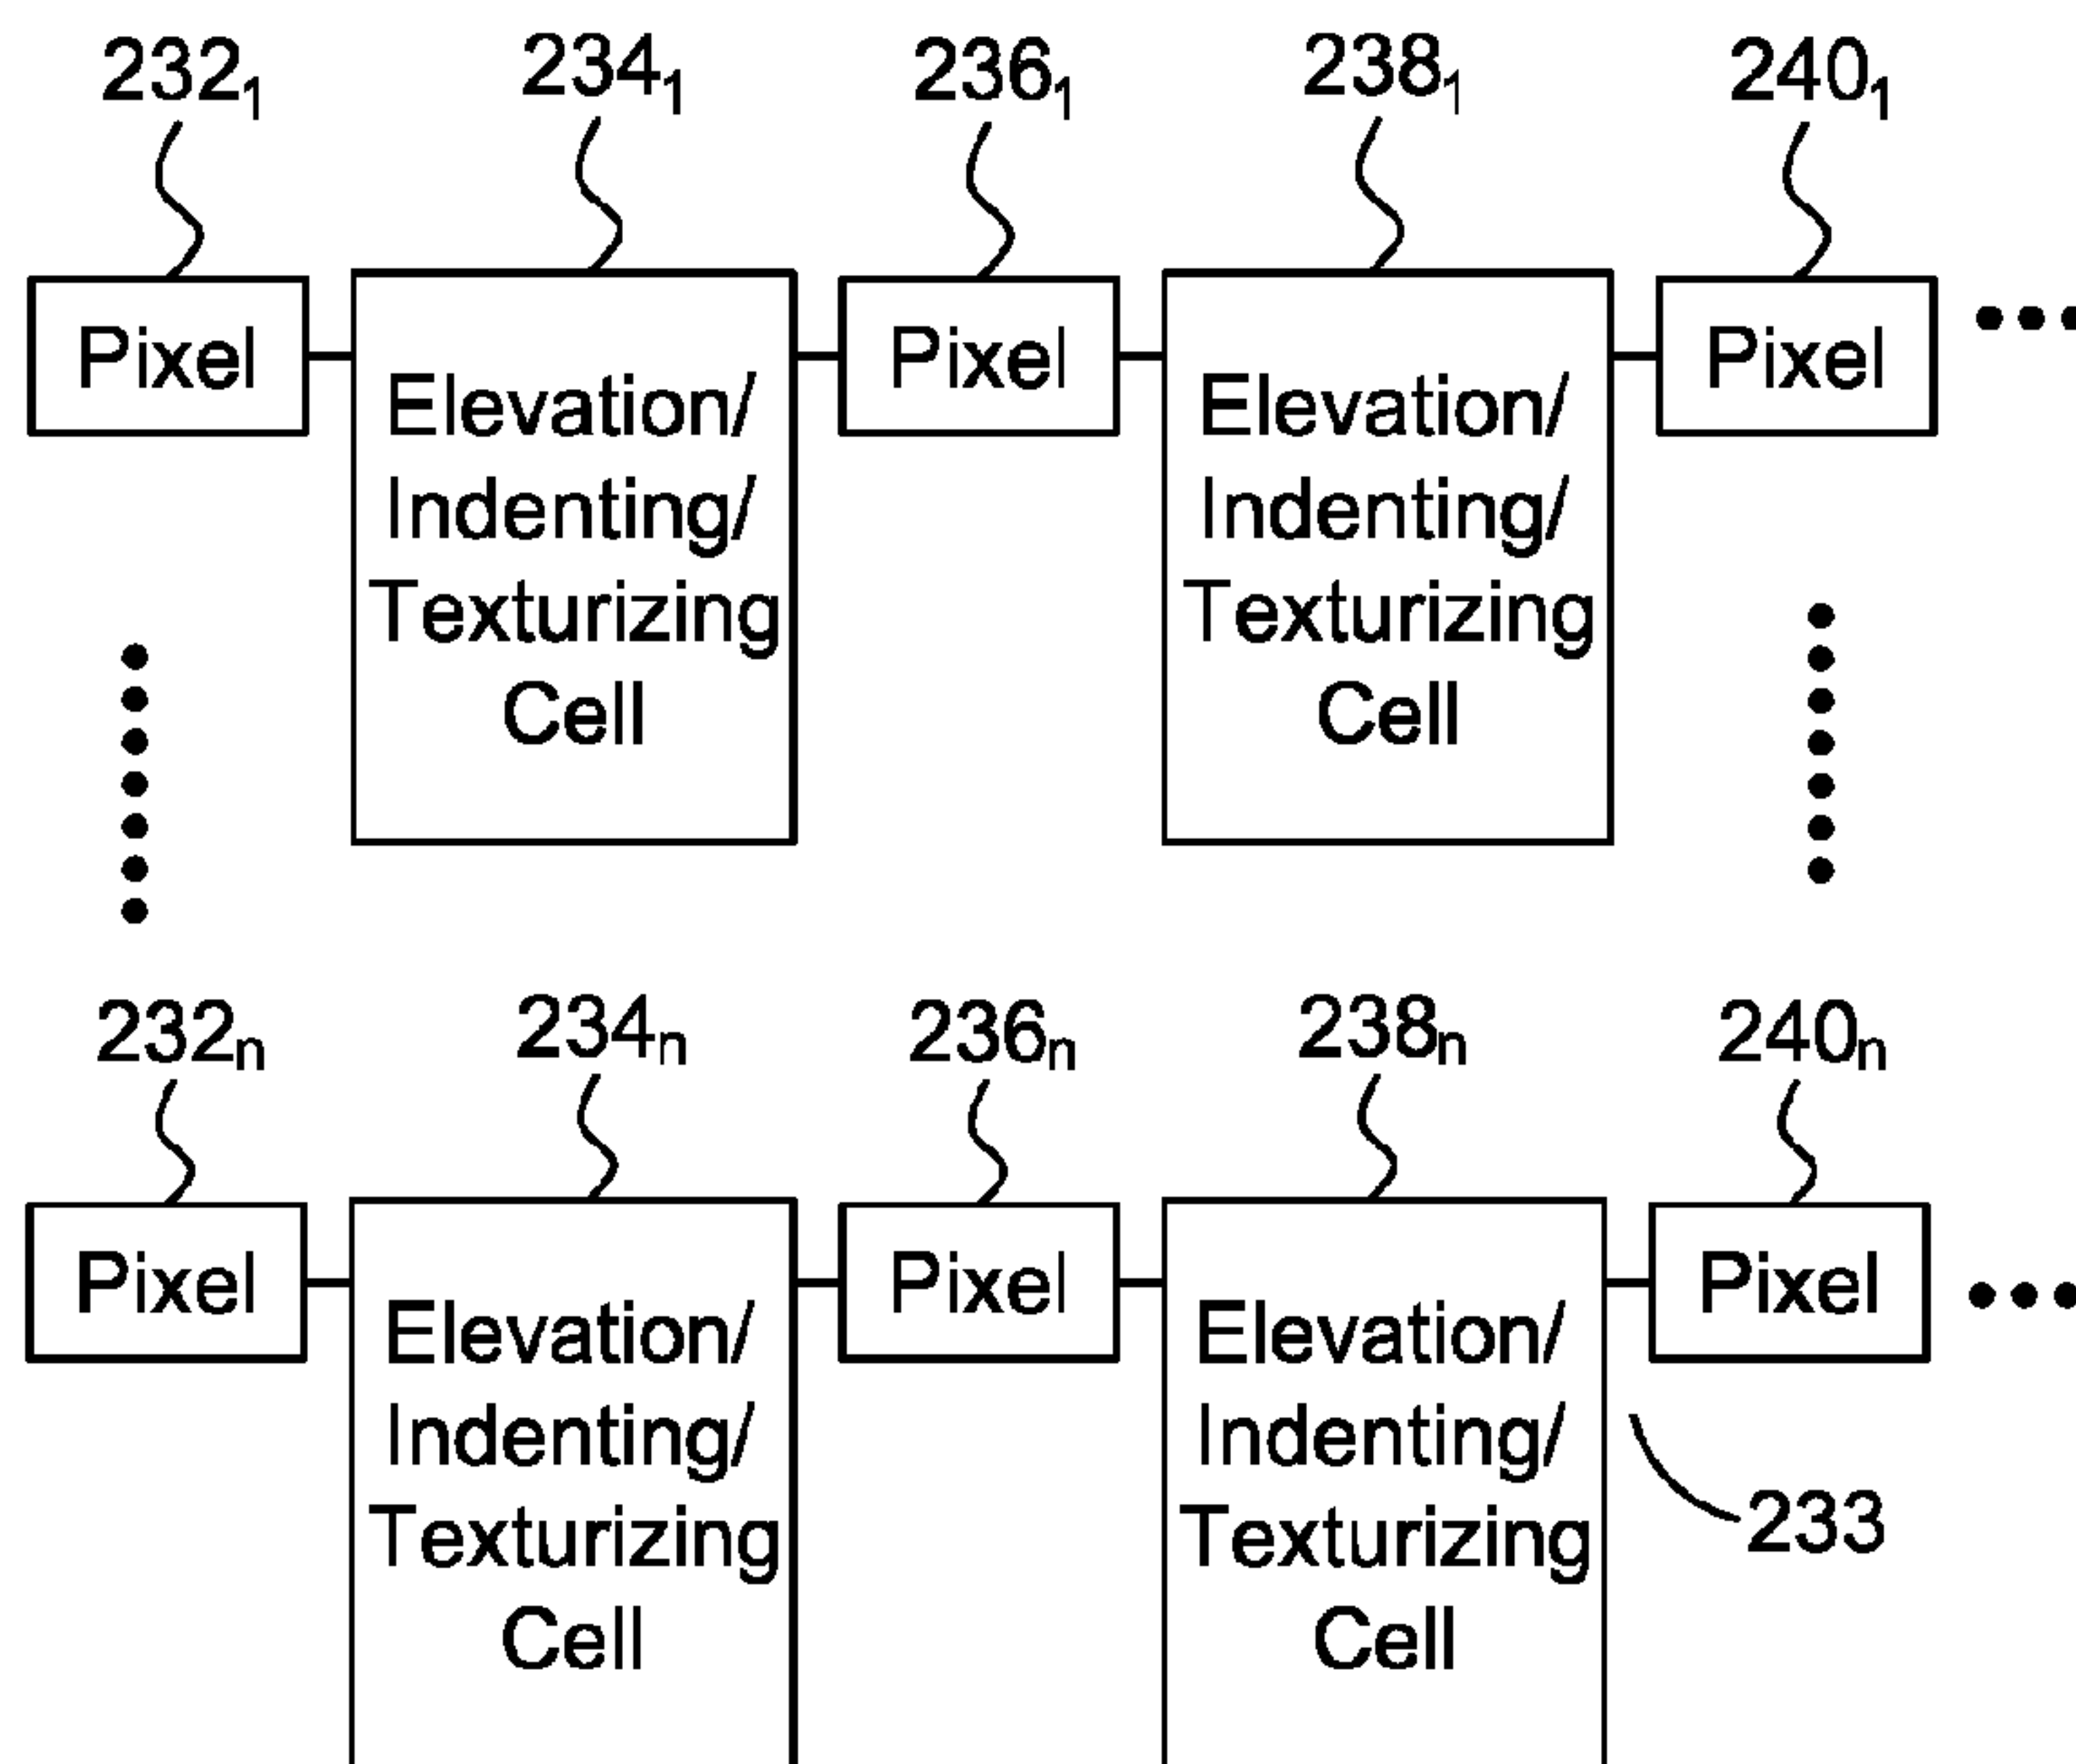 232₁ 234₁ 236₁ 238₁ 240₁
Pixel
Elevation/
Indenting/
Texturizing
Cell
Pixel
Elevation/
Indenting/
Texturizing
Cell
Pixel
232ₙ 234ₙ 236ₙ 238ₙ 240ₙ
Pixel
Elevation/
Indenting/
Texturizing
Cell
Pixel
Elevation/
Indenting/
Texturizing
Cell
Pixel
233